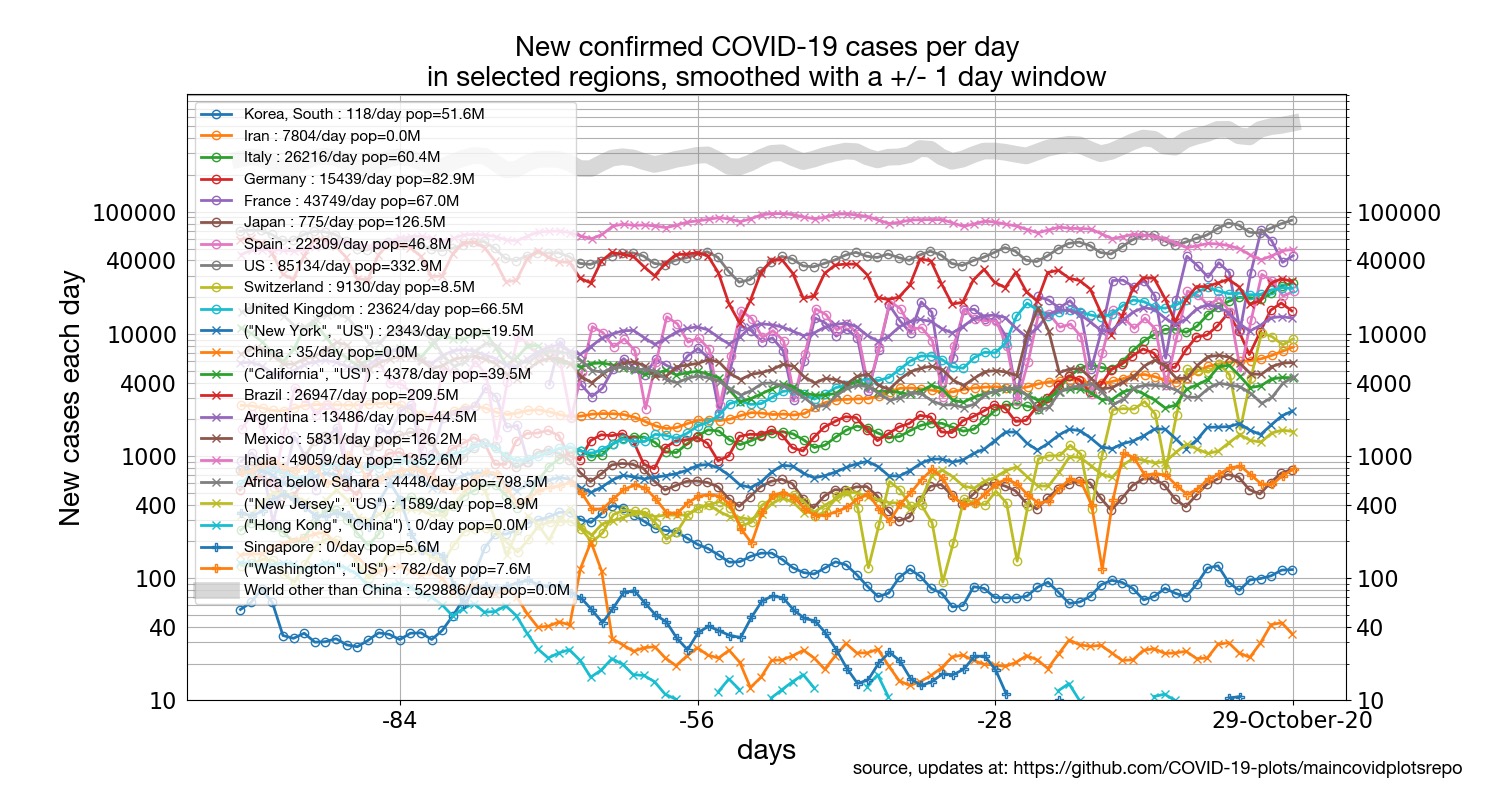 New confirmed COVID-19 cases per day
in selected regions, smoothed with a +/- 1 day window
New cases each day
100000
40000
10000
4000
1000
400
100
40
10
Korea, South : 118/day pop=51.6M
Iran : 7804/day pop=0.0M
Italy : 26216/day pop=60.4M
Germany : 15439/day pop=82.9M
France : 43749/day pop=67.0M
Japan : 775/day pop=126.5M
Spain : 22309/day pop=46.8M
US : 85134/day pop=332.9M
Switzerland : 9130/day pop=8.5M
United Kingdom : 23624/day pop=66.5M
("New York", "US") : 2343/day pop=19.5M
China : 35/day pop=0.0M
("California", "US") : 4378/day pop=39.5M
Brazil : 26947/day pop=209.5M
Argentina : 13486/day pop=44.5M
Mexico : 5831/day pop=126.2M
India : 49059/day pop=1352.6M
Africa below Sahara : 4448/day pop=798.5M
("New Jersey", "US") : 1589/day pop=8.9M
("Hong Kong", "China") : 0/day pop=0.0M
Singapore : 0/day pop=5.6M
("Washington", "US") : 782/day pop=7.6M
World other than China : 529886/day pop=0.0M
100000
40000
10000
4000
1000
400
100
40
10
-84
-56
-28
29-October-20
days
source, updates at: https://github.com/COVID-19-plots/maincovidplotsrepo